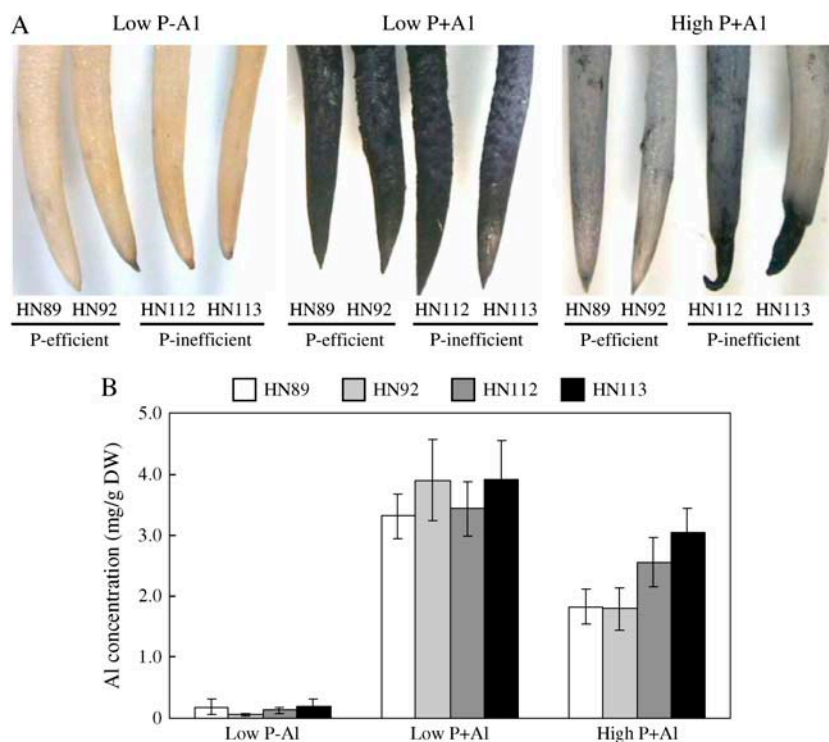 A
Low P-A1
Low P+A1
High P+A1
HN89 HN92 HN112 HN113
P-efficient P-inefficient
HN89 HN92 HN112 HN113
P-efficient P-inefficient
HN89 HN92 HN112 HN113
P-efficient P-inefficient
B
HN89 HN92 HN112 HN113
Al concentration (mg/g DW)
5.0
4.0
3.0
2.0
1.0
0
Low P-Al Low P+Al High P+Al